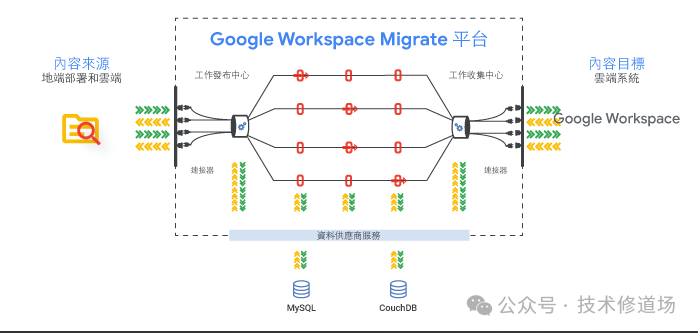 Google Workspace Migrate 平台
內容來源
地端部署和雲端
工作發布中心
工作收集中心
內容目標
雲端系統
Google Workspace
連接器
連接器
資料供應商服務
MySQL
CouchDB
公众号 · 技术修道场